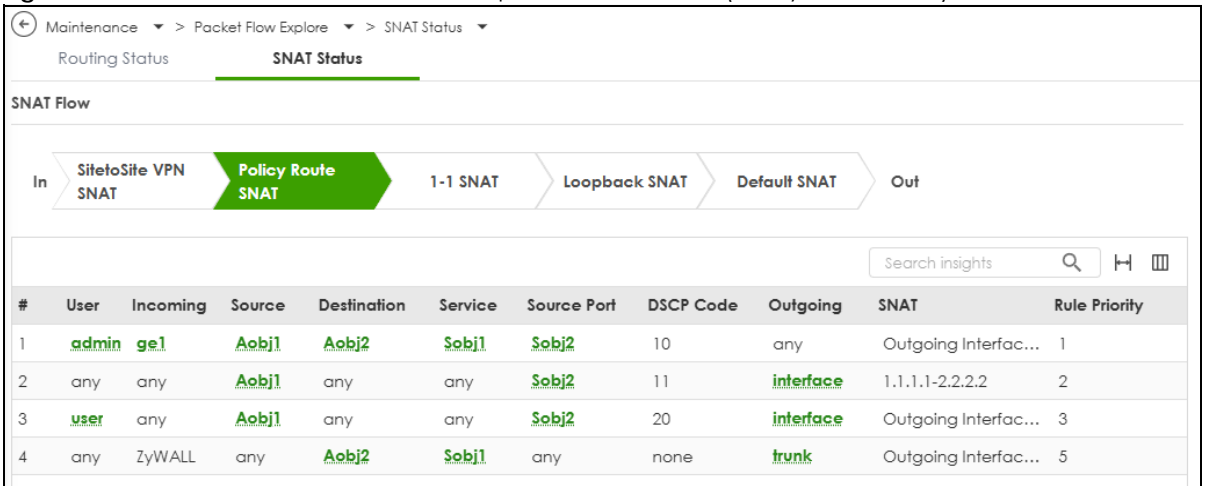 Maintenance > Packet Flow Explore > SNAT Status
Routing Status SNAT Status
SNAT Flow
In SitetoSite VPN SNAT Policy Route SNAT 1-1 SNAT Loopback SNAT Default SNAT Out
Search insights
# User Incoming Source Destination Service Source Port DSCP Code Outgoing SNAT Rule Priority
1 admin ge1 Aobj1 Aobj2 Sobj1 Sobj2 10 any Outgoing Interfac... 1
2 any any Aobj1 any any Sobj2 11 interface 1.1.1.1-2.2.2.2 2
3 user any Aobj1 any any Sobj2 20 interface Outgoing Interfac... 3
4 any ZyWALL any Aobj2 Sobj1 any none trunk Outgoing Interfac... 5